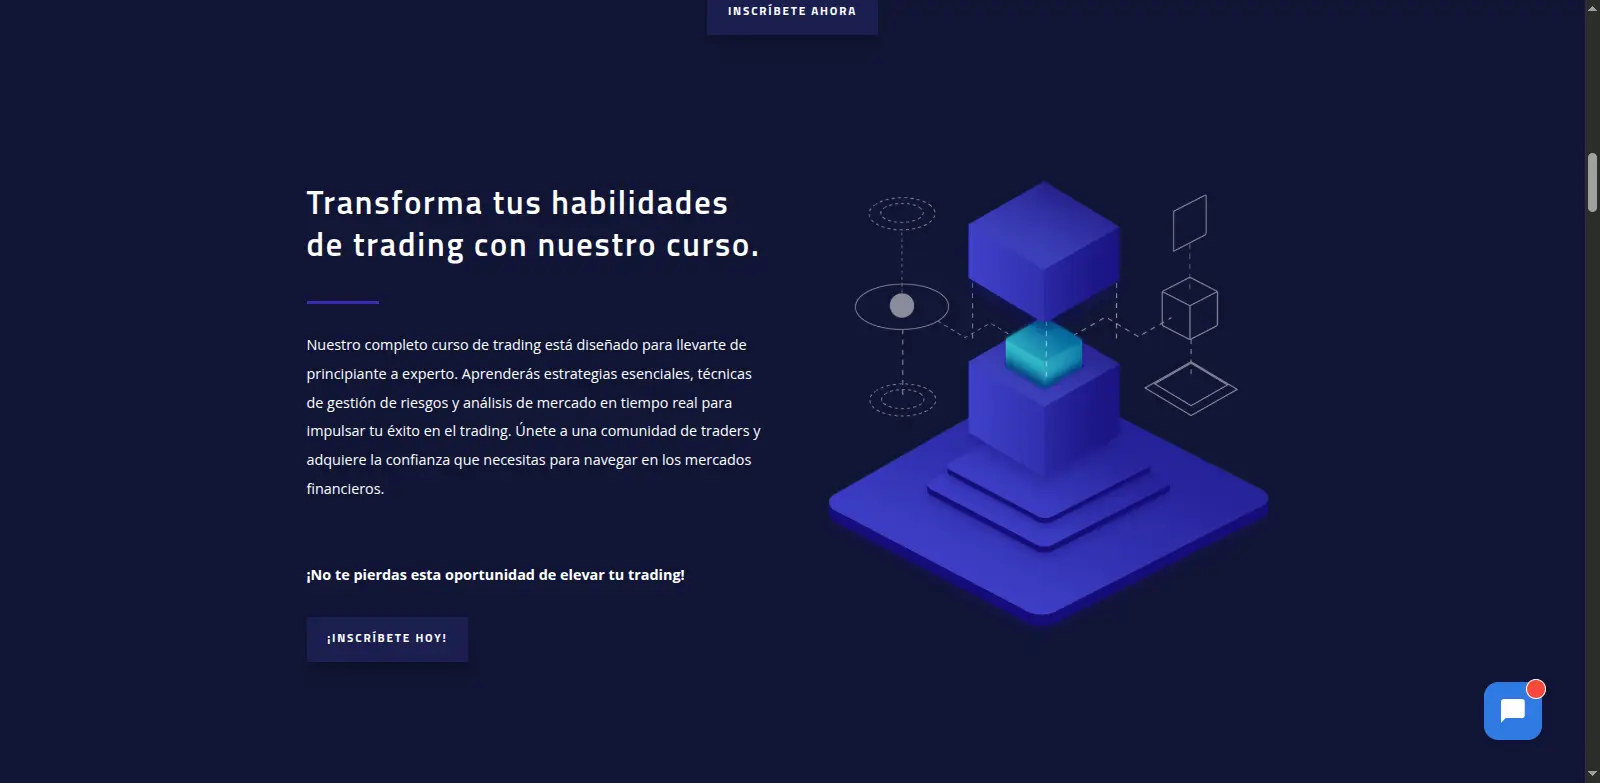 INSCRÍBETE AHORA
Transforma tus habilidades
de trading con nuestro curso.
Nuestro completo curso de trading está diseñado para llevarte de
principiante a experto. Aprenderás estrategias esenciales, técnicas
de gestión de riesgos y análisis de mercado en tiempo real para
impulsar tu éxito en el trading. Únete a una comunidad de traders y
adquiere la confianza que necesitas para navegar en los mercados
financieros.
¡No te pierdas esta oportunidad de elevar tu trading!
¡INSCRÍBETE HOY!